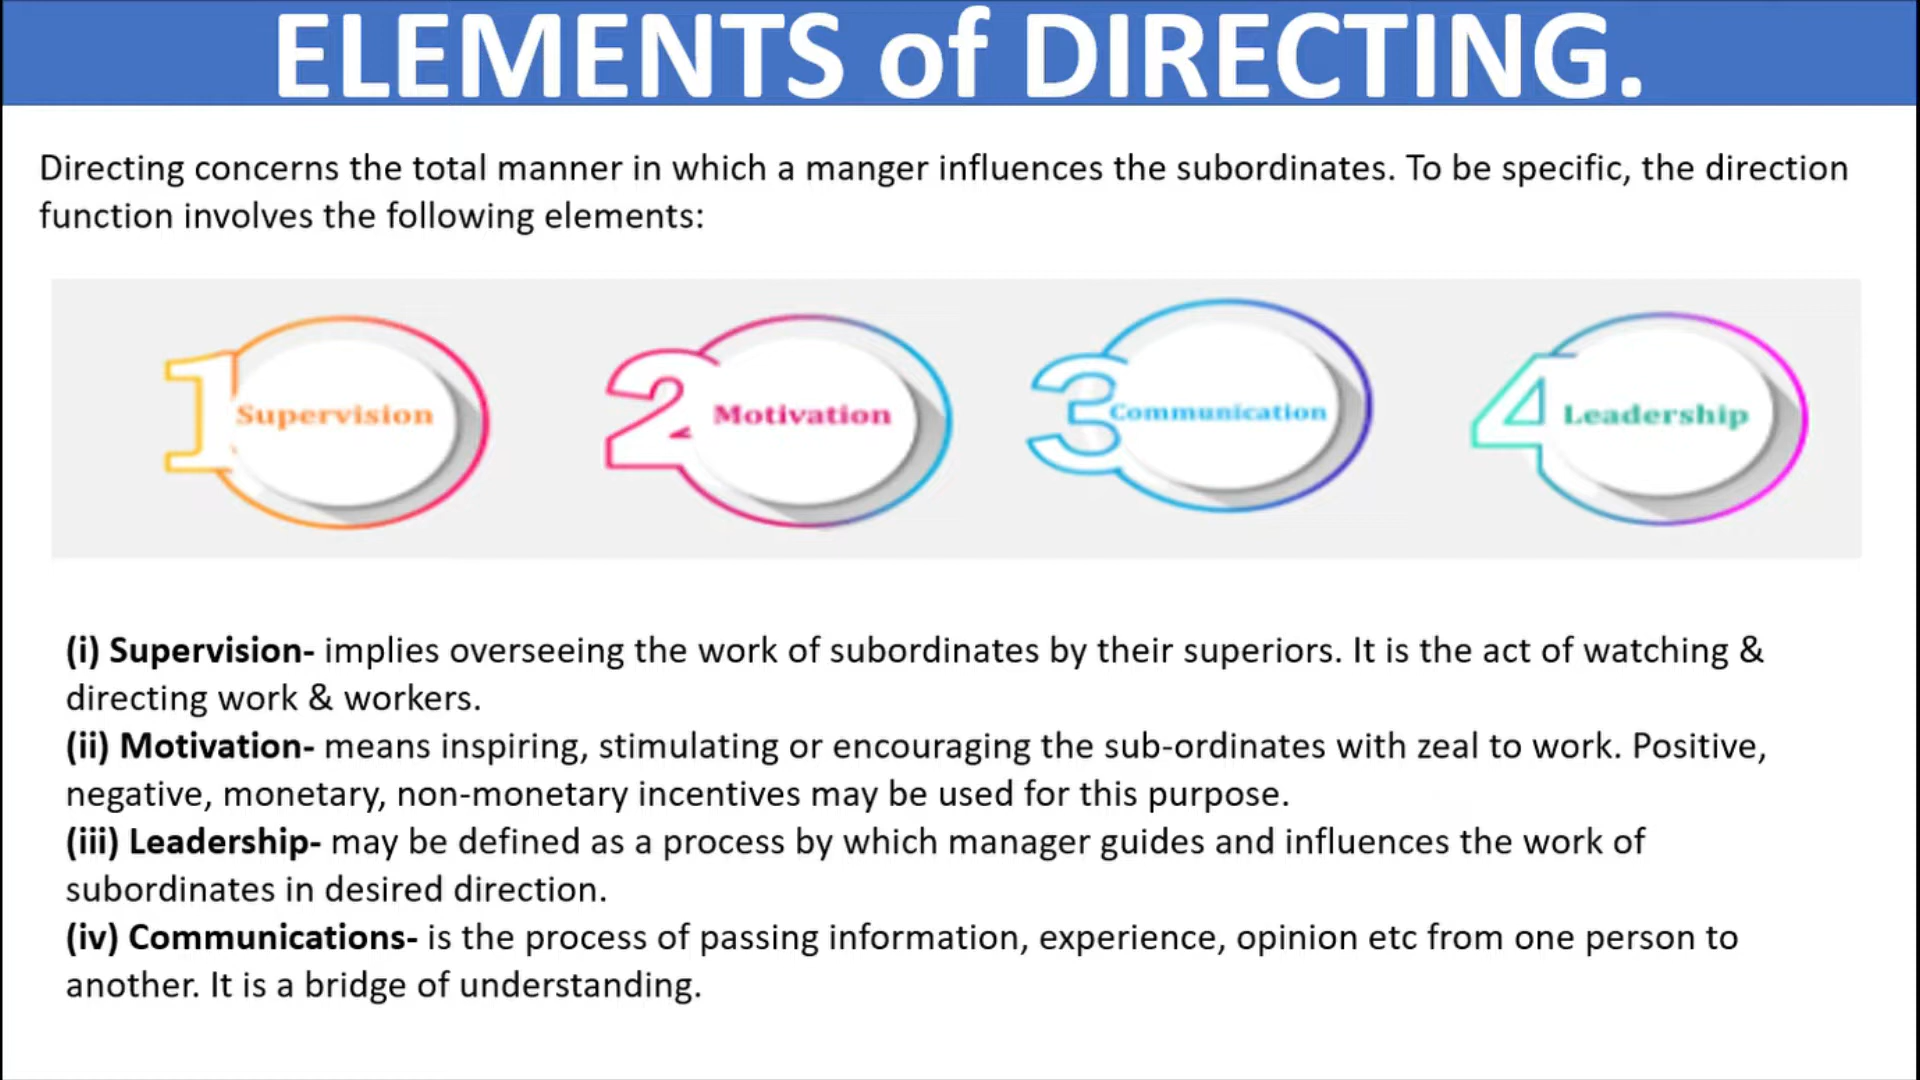 ELEMENTS of DIRECTING.
Directing concerns the total manner in which a manger influences the subordinates. To be specific, the direction
function involves the following elements:
1 Supervision
2 Motivation
3 Communication
4 Leadership
(i) Supervision- implies overseeing the work of subordinates by their superiors. It is the act of watching &
directing work & workers.
(ii) Motivation- means inspiring, stimulating or encouraging the sub-ordinates with zeal to work. Positive,
negative, monetary, non-monetary incentives may be used for this purpose.
(iii) Leadership- may be defined as a process by which manager guides and influences the work of
subordinates in desired direction.
(iv) Communications- is the process of passing information, experience, opinion etc from one person to
another. It is a bridge of understanding.